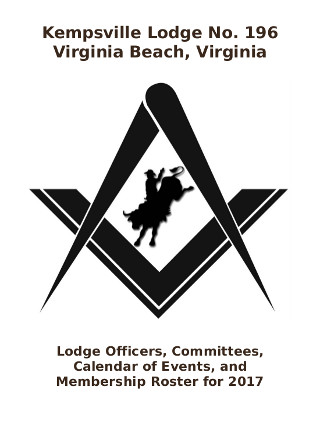 Kempsville Lodge No. 196
Virginia Beach, Virginia
Lodge Officers, Committees,
Calendar of Events, and
Membership Roster for 2017